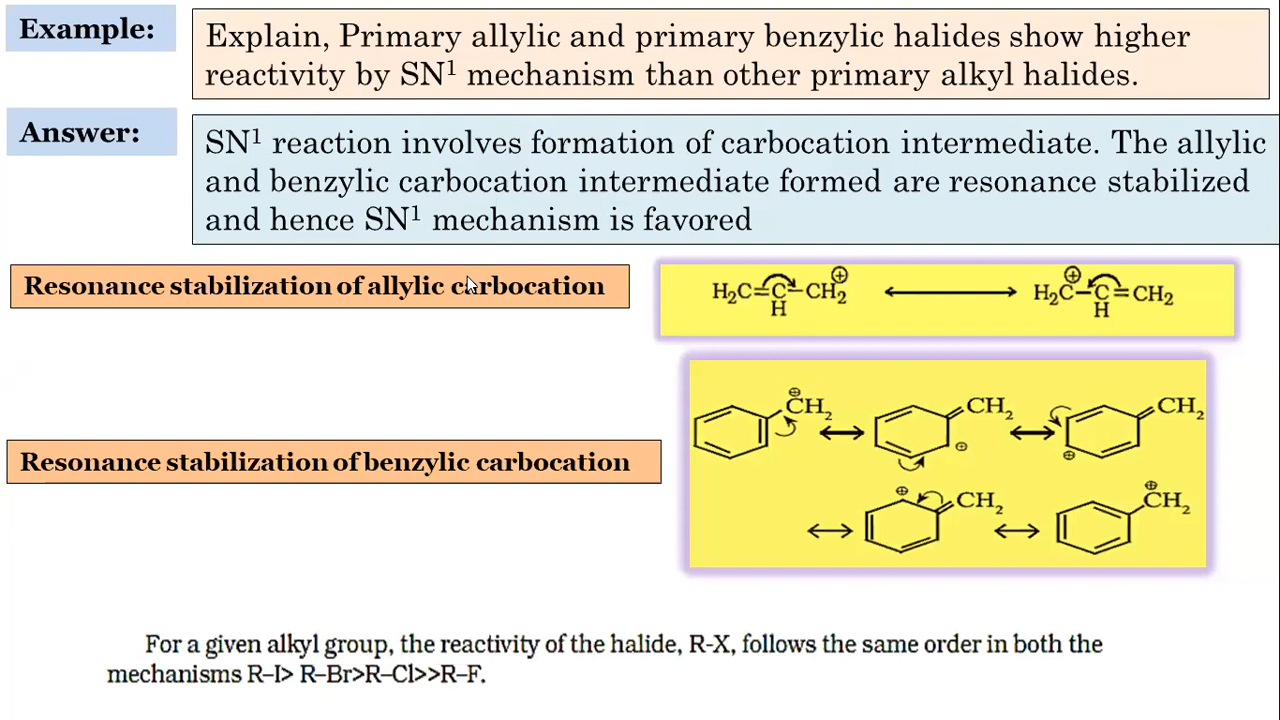 Example:
Explain, Primary allylic and primary benzylic halides show higher
reactivity by SN¹ mechanism than other primary alkyl halides.
Answer:
SN¹ reaction involves formation of carbocation intermediate. The allylic
and benzylic carbocation intermediate formed are resonance stabilized
and hence SN¹ mechanism is favored
Resonance stabilization of allylic carbocation
H₂C=C–CH₂ ⊕ ⟷ ⊕ H₂C–C=CH₂
H H
Resonance stabilization of benzylic carbocation
⊕ CH₂ ⟷ CH₂ ⊕ ⟷ CH₂ ⊕
⟷ ⊕ CH₂ ⟷ ⊕ CH₂
For a given alkyl group, the reactivity of the halide, R-X, follows the same order in both the
mechanisms R–I> R–Br>R–Cl>>R–F.